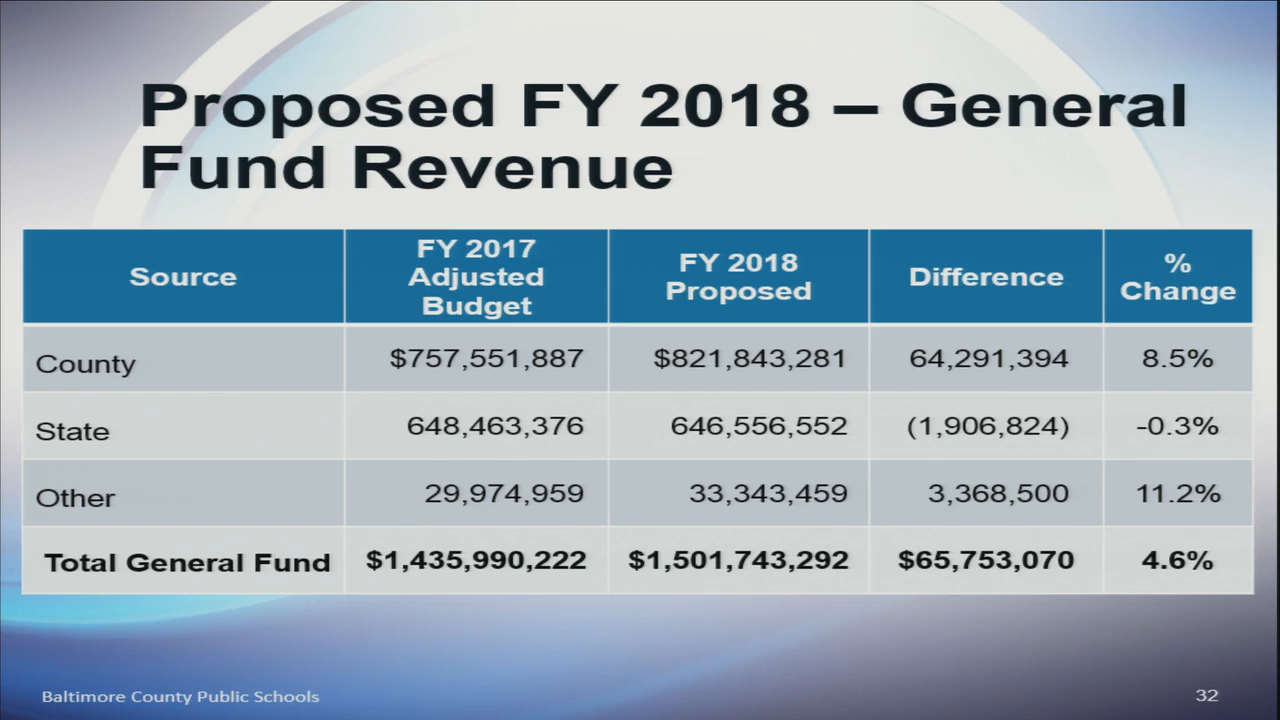 Proposed FY 2018 – General
Fund Revenue
Source
FY 2017
Adjusted
Budget
FY 2018
Proposed
Difference
%
Change
County $757,551,887 $821,843,281 64,291,394 8.5%
State 648,463,376 646,556,552 (1,906,824) -0.3%
Other 29,974,959 33,343,459 3,368,500 11.2%
Total General Fund $1,435,990,222 $1,501,743,292 $65,753,070 4.6%
Baltimore County Public Schools 32